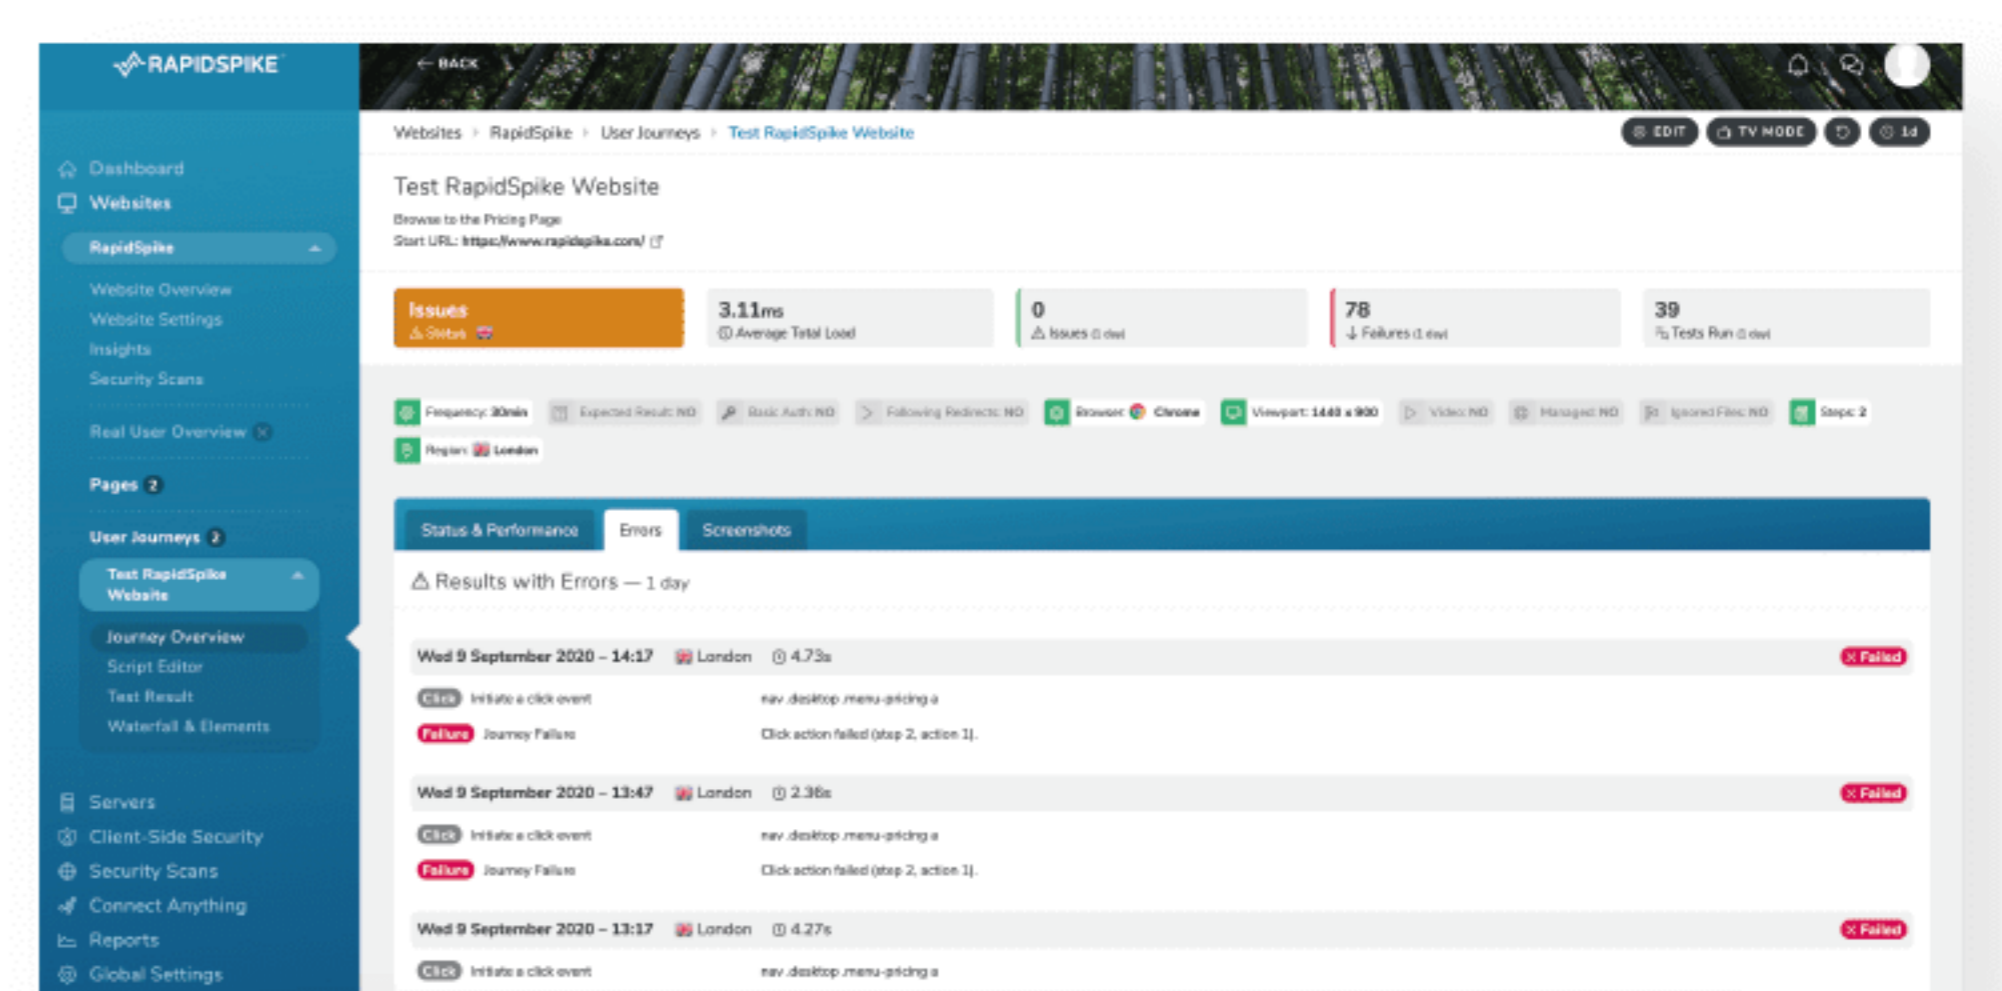 RAPIDSPIKE
← BACK
Websites › RapidSpike › User Journeys › Test RapidSpike Website
EDIT
TV MODE
1d
Dashboard
Websites
RapidSpike
Website Overview
Website Settings
Insights
Security Scans
Real User Overview
Pages 2
User Journeys 2
Test RapidSpike
Website
Journey Overview
Script Editor
Test Result
Waterfall & Elements
Servers
Client-Side Security
Security Scans
Connect Anything
Reports
Global Settings
Test RapidSpike Website
Browse to the Pricing Page
Start URL: https://www.rapidspike.com/
Issues
Status
3.11ms
Average Total Load
0
Issues (1 day)
78
Failures (1 day)
39
Tests Run (1 day)
Frequency: 30min
Expected Result: NO
Basic Auth: NO
Following Redirects: NO
Browser: Chrome
Viewport: 1440 x 900
Video: NO
Managed: NO
Ignored Files: NO
Steps: 2
Region: London
Status & Performance
Errors
Screenshots
Results with Errors — 1 day
Wed 9 September 2020 – 14:17 London 4.73s Failed
Click Initiate a click event nav .desktop .menu-pricing a
Failure Journey Failure Click action failed (step 2, action 1).
Wed 9 September 2020 – 13:47 London 2.36s Failed
Click Initiate a click event nav .desktop .menu-pricing a
Failure Journey Failure Click action failed (step 2, action 1).
Wed 9 September 2020 – 13:17 London 4.27s Failed
Click Initiate a click event nav .desktop .menu-pricing a